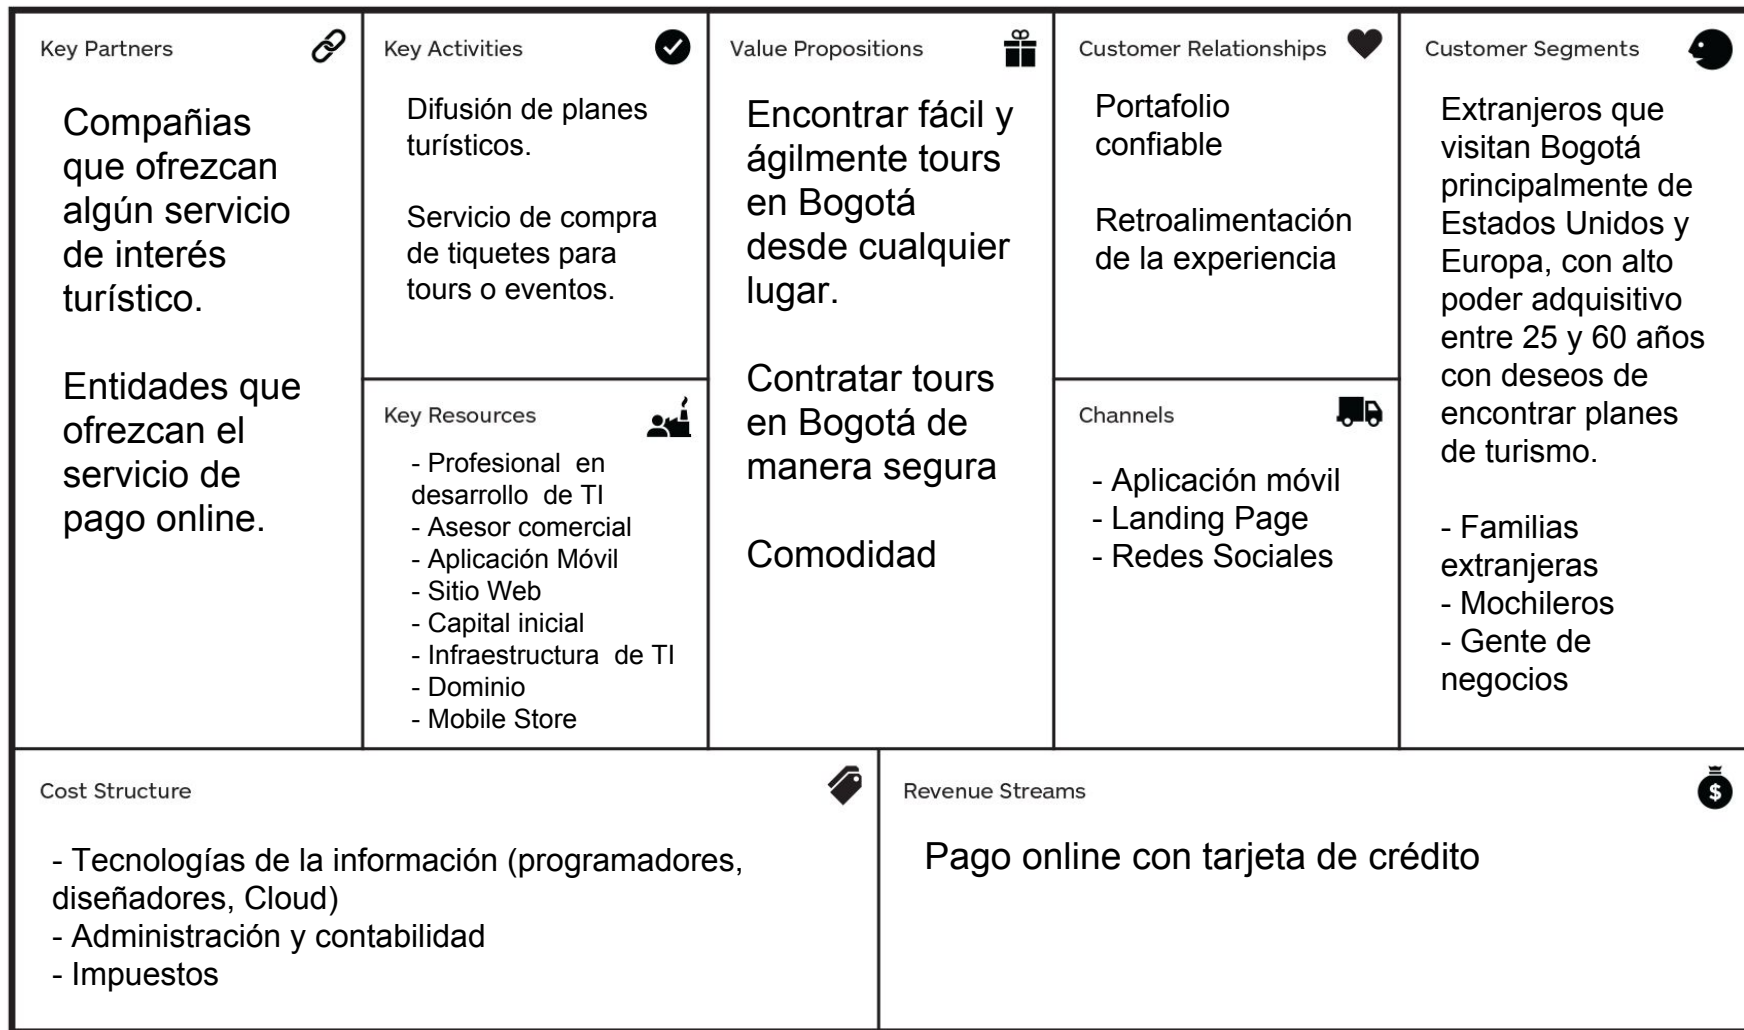 Key Partners
Compañias
que ofrezcan
algún servicio
de interés
turístico.
Entidades que
ofrezcan el
servicio de
pago online.
Key Activities
Difusión de planes
turísticos.
Servicio de compra
de tiquetes para
tours o eventos.
Key Resources
- Profesional en
desarrollo de TI
- Asesor comercial
- Aplicación Móvil
- Sitio Web
- Capital inicial
- Infraestructura de TI
- Dominio
- Mobile Store
Value Propositions
Encontrar fácil y
ágilmente tours
en Bogotá
desde cualquier
lugar.
Contratar tours
en Bogotá de
manera segura
Comodidad
Customer Relationships
Portafolio
confiable
Retroalimentación
de la experiencia
Channels
- Aplicación móvil
- Landing Page
- Redes Sociales
Customer Segments
Extranjeros que
visitan Bogotá
principalmente de
Estados Unidos y
Europa, con alto
poder adquisitivo
entre 25 y 60 años
con deseos de
encontrar planes
de turismo.
- Familias
extranjeras
- Mochileros
- Gente de
negocios
Cost Structure
- Tecnologías de la información (programadores,
diseñadores, Cloud)
- Administración y contabilidad
- Impuestos
Revenue Streams
$
Pago online con tarjeta de crédito